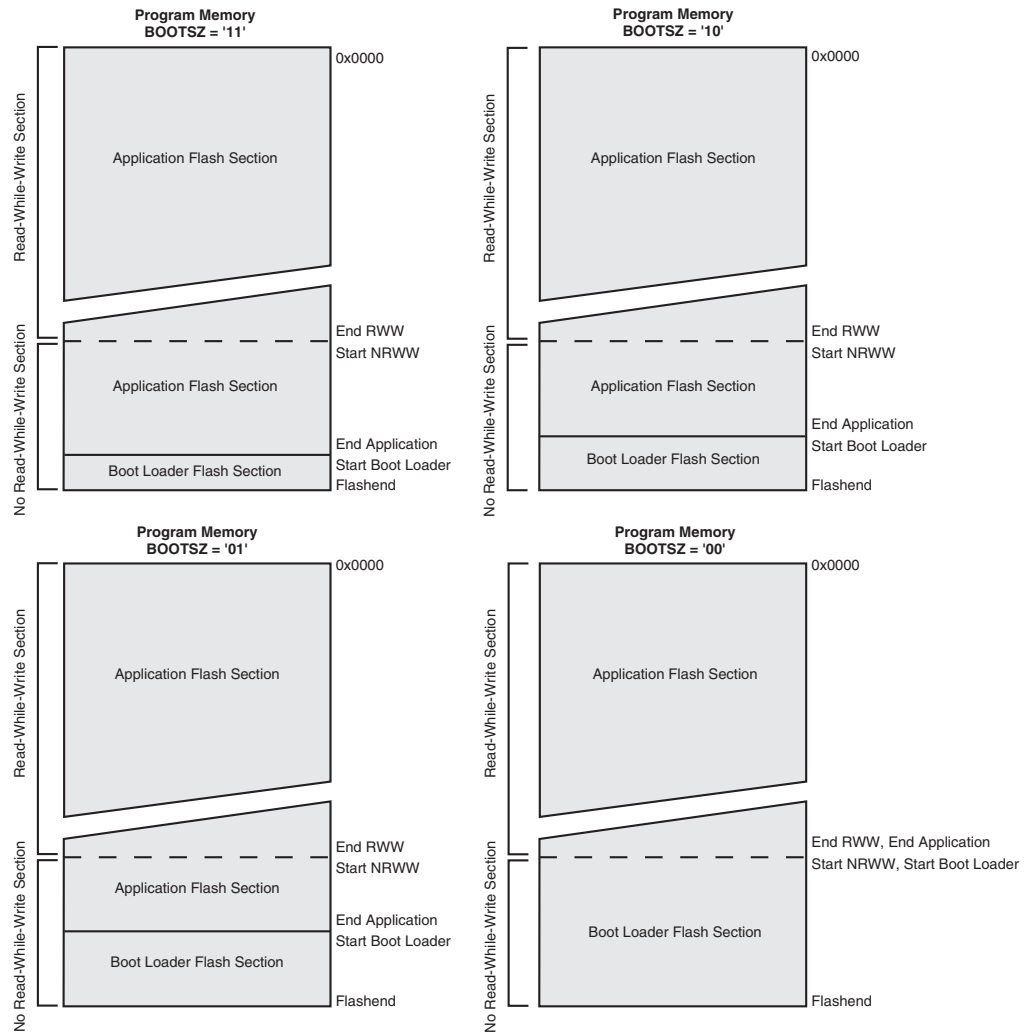 Program Memory
BOOTSZ = '11'
0x0000
Read-While-Write Section
Application Flash Section
End RWW
Start NRWW
No Read-While-Write Section
Application Flash Section
End Application
Start Boot Loader
Boot Loader Flash Section
Flashend
Program Memory
BOOTSZ = '10'
0x0000
Read-While-Write Section
Application Flash Section
End RWW
Start NRWW
No Read-While-Write Section
Application Flash Section
End Application
Start Boot Loader
Boot Loader Flash Section
Flashend
Program Memory
BOOTSZ = '01'
0x0000
Read-While-Write Section
Application Flash Section
End RWW
Start NRWW
No Read-While-Write Section
Application Flash Section
End Application
Start Boot Loader
Boot Loader Flash Section
Flashend
Program Memory
BOOTSZ = '00'
0x0000
Read-While-Write Section
Application Flash Section
End RWW, End Application
Start NRWW, Start Boot Loader
No Read-While-Write Section
Boot Loader Flash Section
Flashend